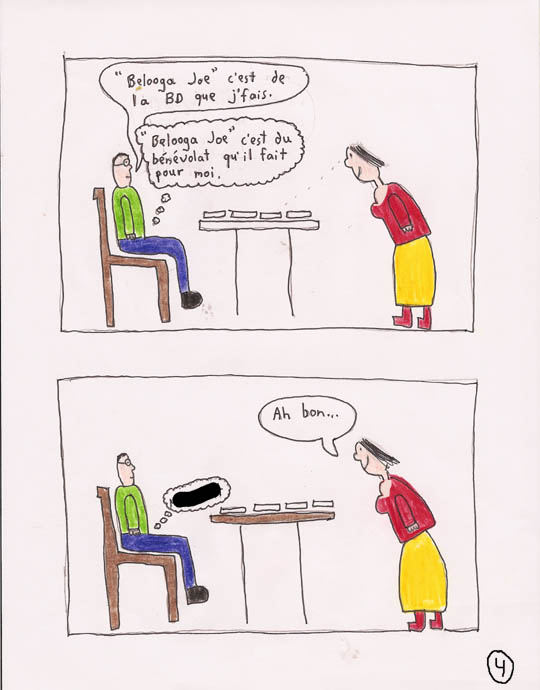 "Belooga Joe" c'est de
la BD que j'fais.
"Belooga Joe" c'est du
bénévolat qu'il fait
pour moi.
Ah bon...
4